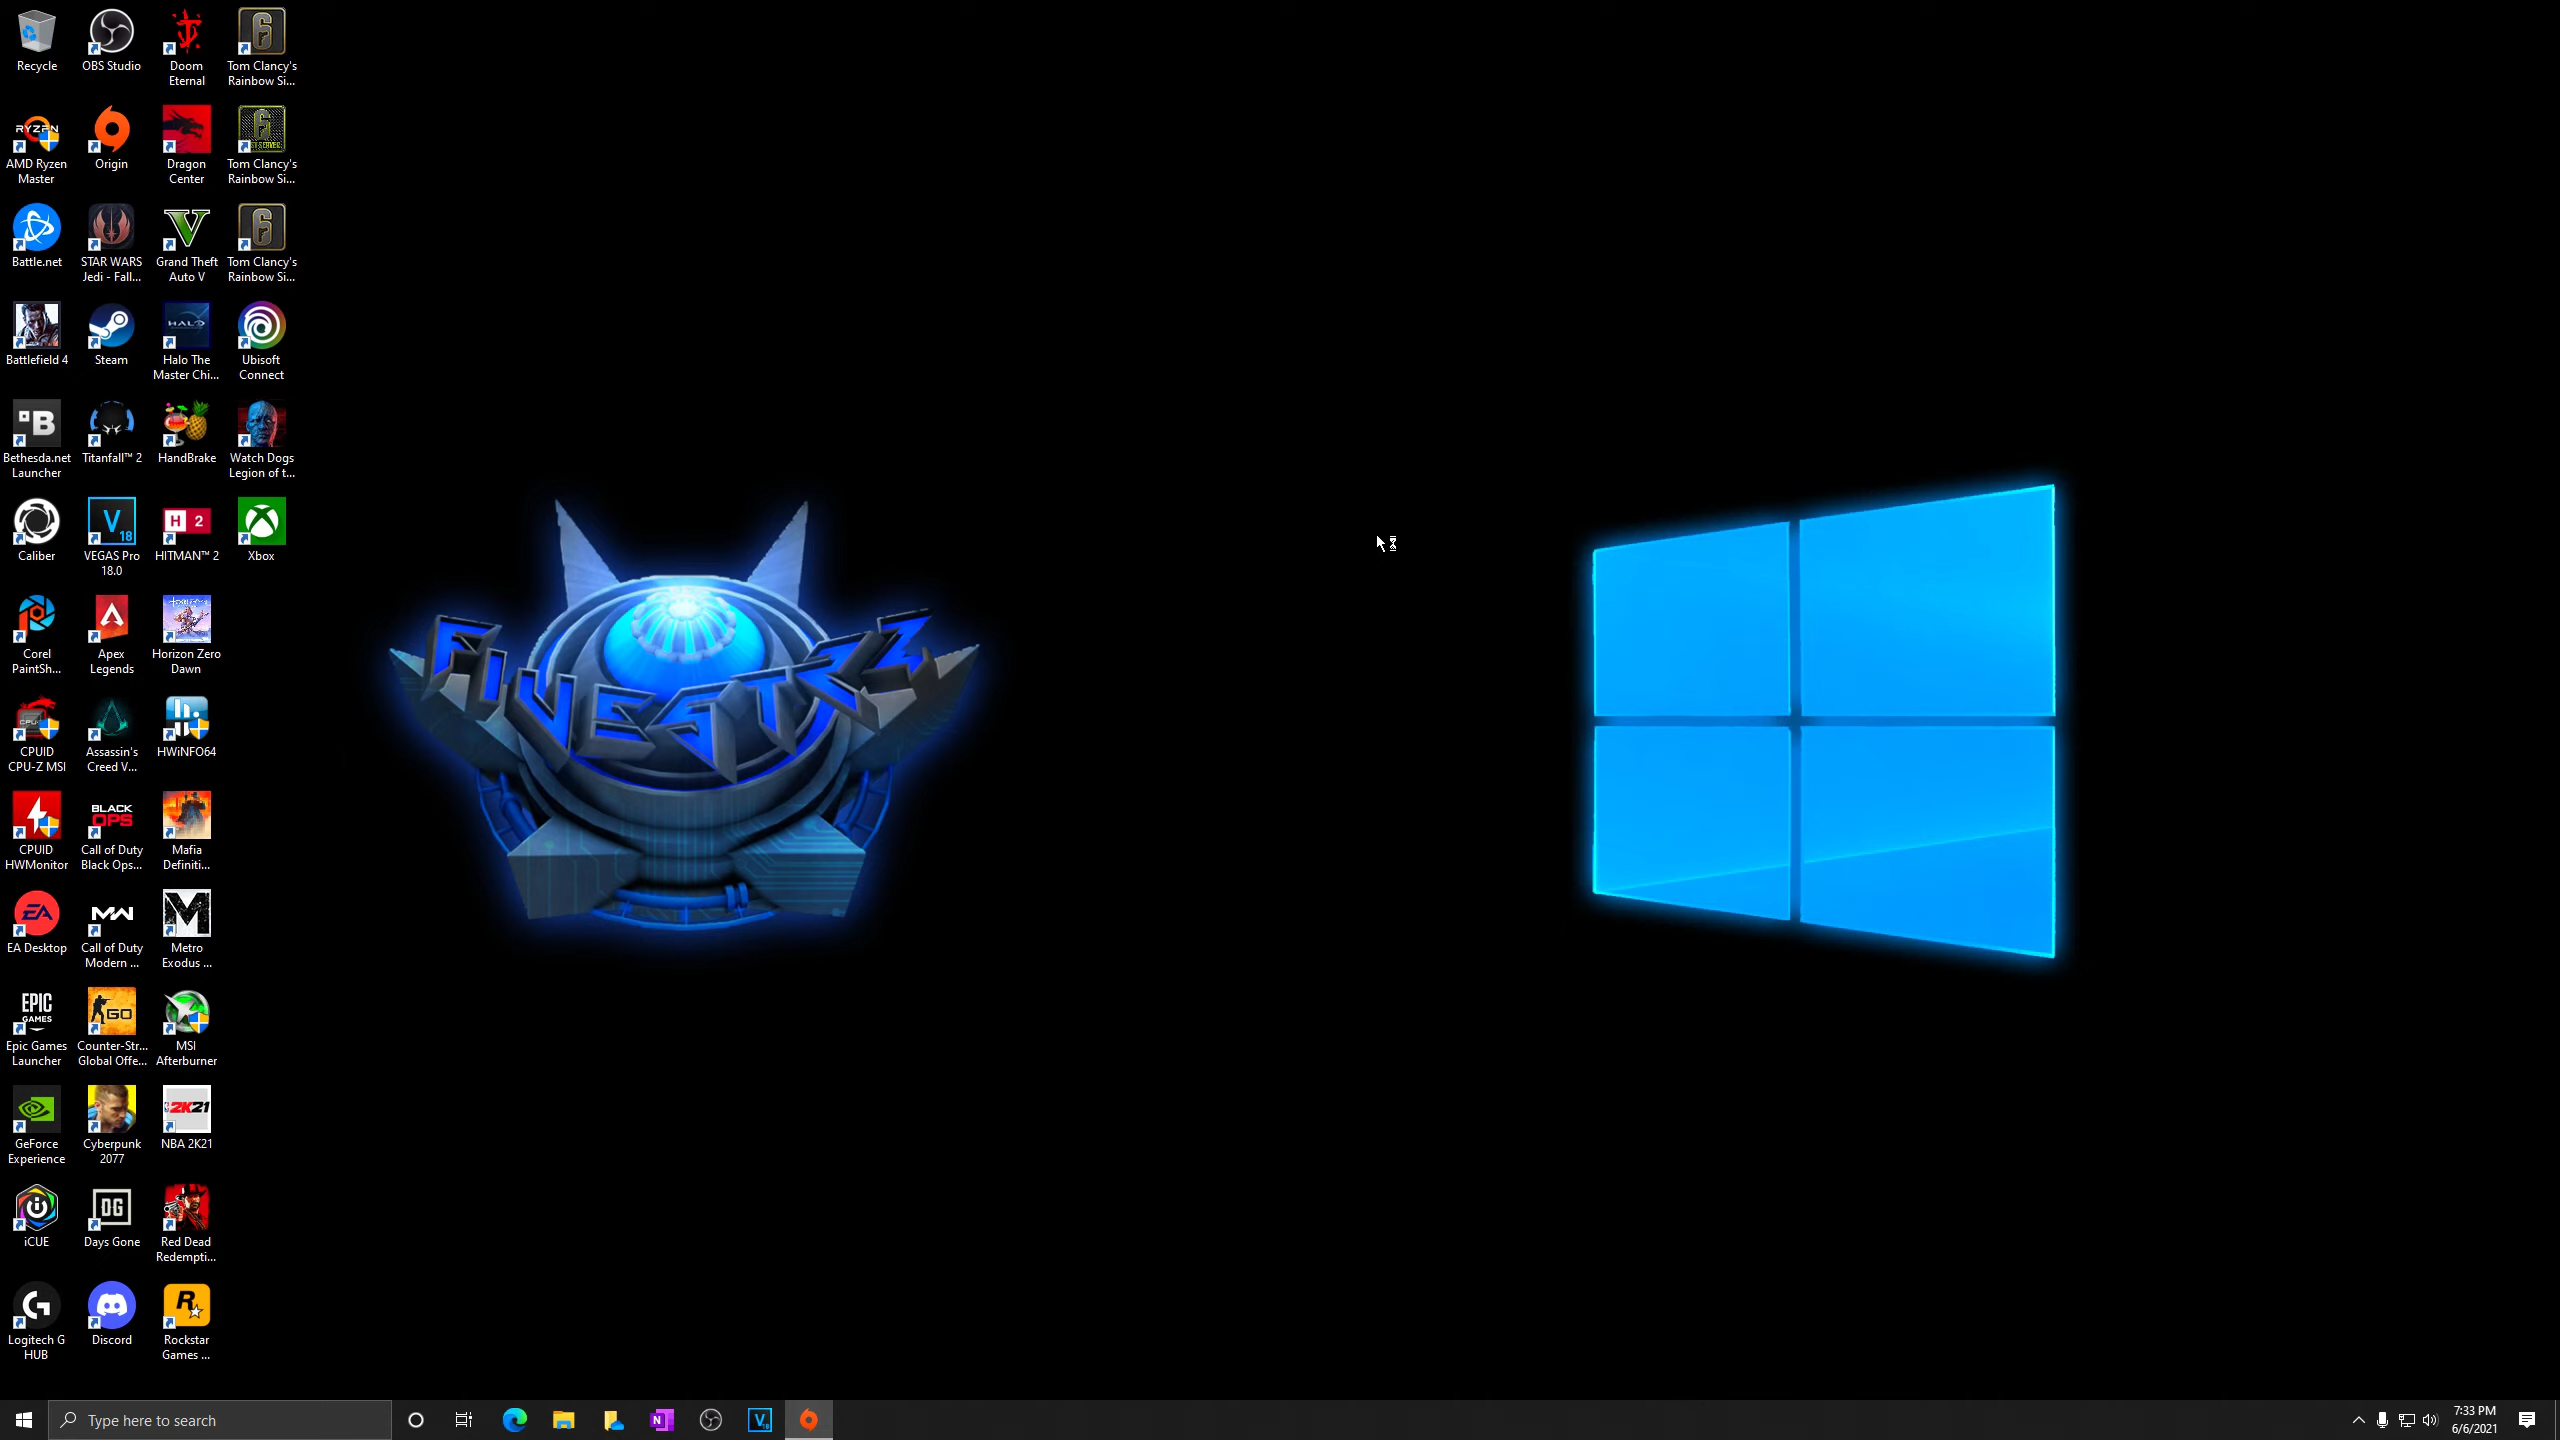 Recycle
AMD Ryzen
Master
Battle.net
Battlefield 4
Bethesda.net
Launcher
Caliber
Corel
PaintSh...
CPUID
CPU-Z MSI
CPUID
HWMonitor
EA Desktop
Epic Games
Launcher
GeForce
Experience
iCUE
Logitech G
HUB
OBS Studio
Origin
STAR WARS
Jedi - Fall...
Steam
Titanfall™ 2
VEGAS Pro
18.0
Apex
Legends
Assassin's
Creed V...
Call of Duty
Black Ops...
Call of Duty
Modern ...
Counter-Str...
Global Offe...
Cyberpunk
2077
Days Gone
Discord
Doom
Eternal
Dragon
Center
Grand Theft
Auto V
Halo The
Master Chi...
HandBrake
HITMAN™ 2
Horizon Zero
Dawn
HWiNFO64
Mafia
Definiti...
Metro
Exodus ...
MSI
Afterburner
NBA 2K21
Red Dead
Redempti...
Rockstar
Games ...
Tom Clancy's
Rainbow Si...
Tom Clancy's
Rainbow Si...
Tom Clancy's
Rainbow Si...
Ubisoft
Connect
Watch Dogs
Legion of t...
Xbox
FIVESTRZ
Type here to search
7:33 PM
6/6/2021